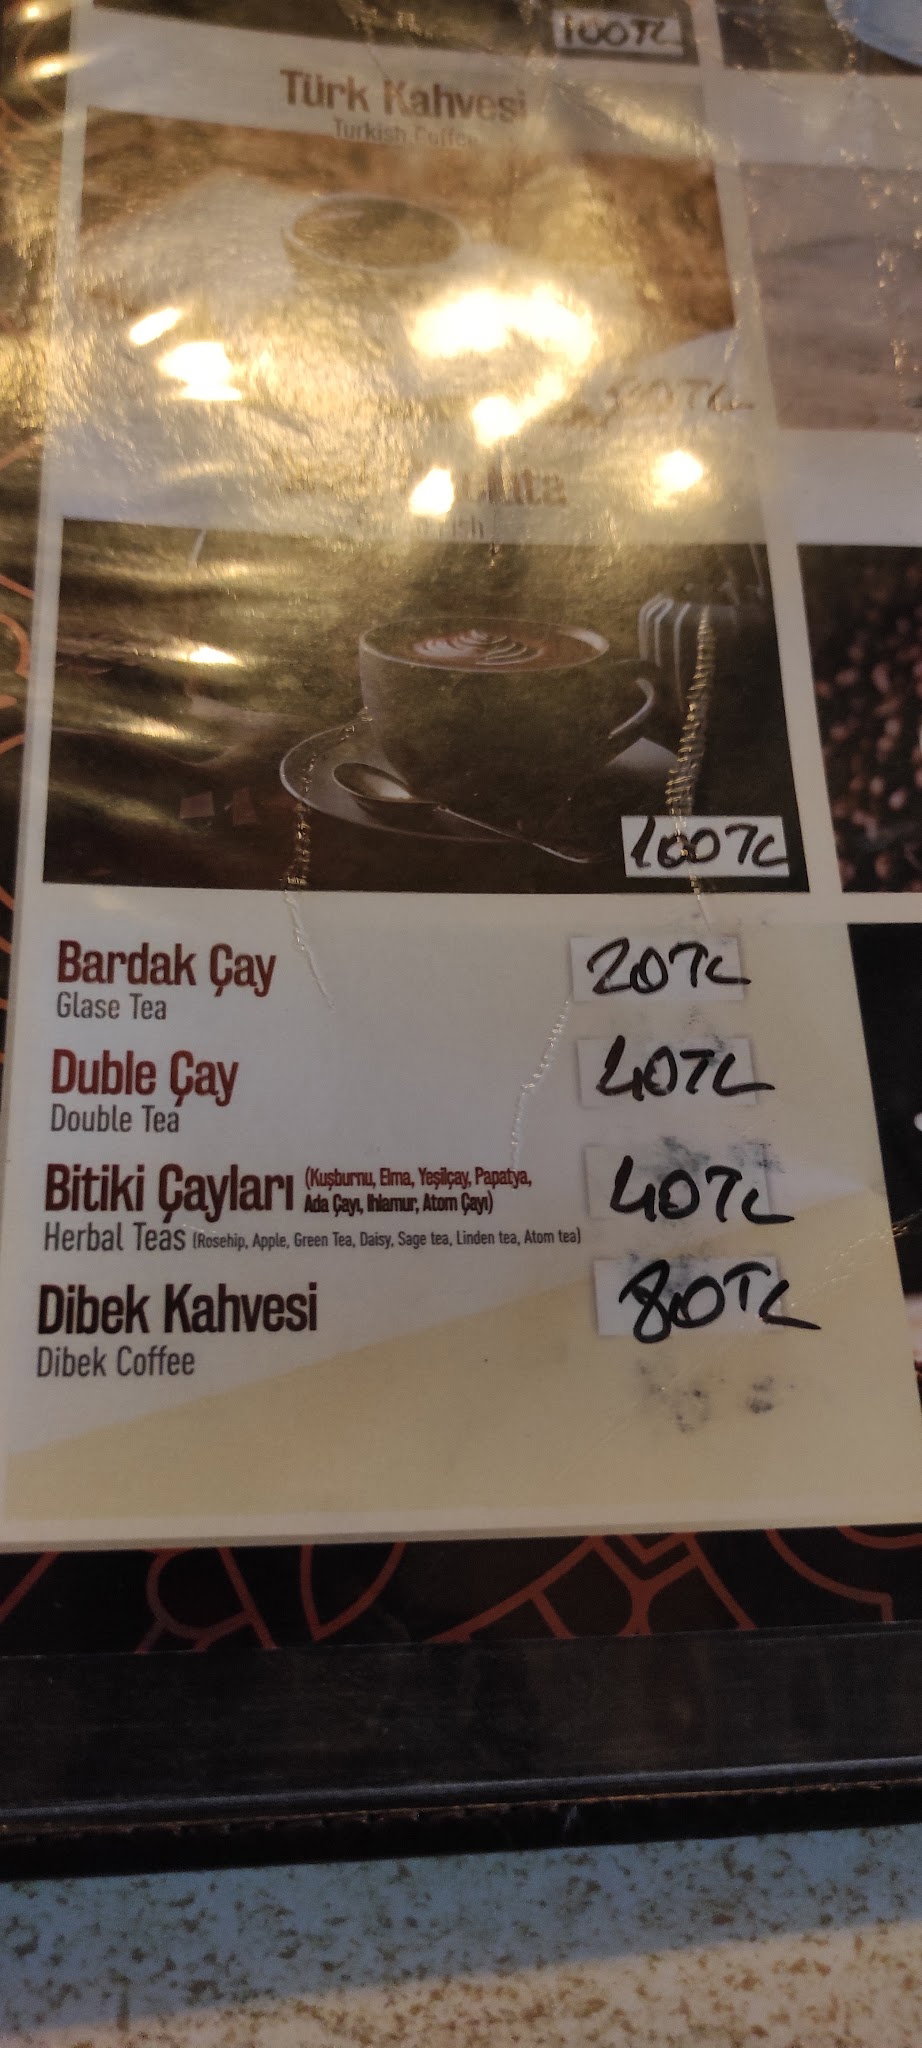 100TL
Türk Kahvesi
Turkish Coffee
100TL
Bardak Çay
20TL
Glase Tea
Duble Çay
40TL
Double Tea
Bitiki Çayları (Kuşburnu, Elma, Yeşilçay, Papatya,
Ada Çayı, Ihlamur, Atom Çayı)
40TL
Herbal Teas (Rosehip, Apple, Green Tea, Daisy, Sage tea, Linden tea, Atom tea)
Dibek Kahvesi
80TL
Dibek Coffee